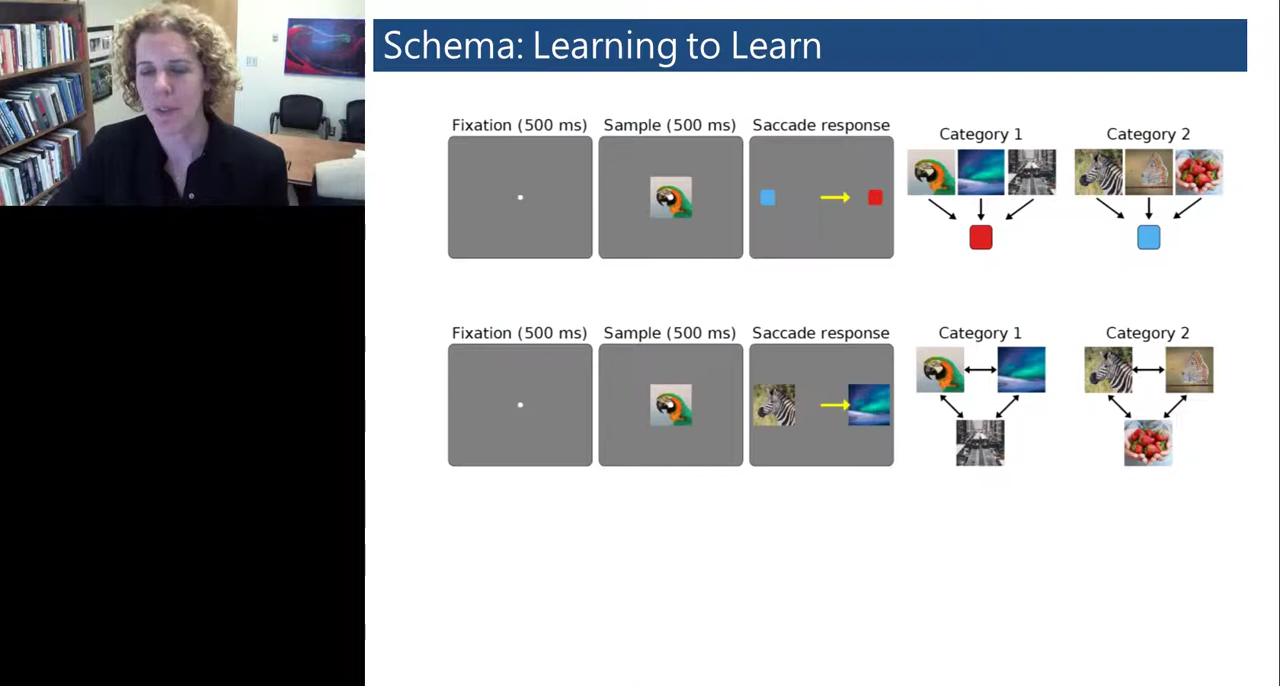 Schema: Learning to Learn
Fixation (500 ms) Sample (500 ms) Saccade response
Category 1 Category 2
Fixation (500 ms) Sample (500 ms) Saccade response Category 1 Category 2